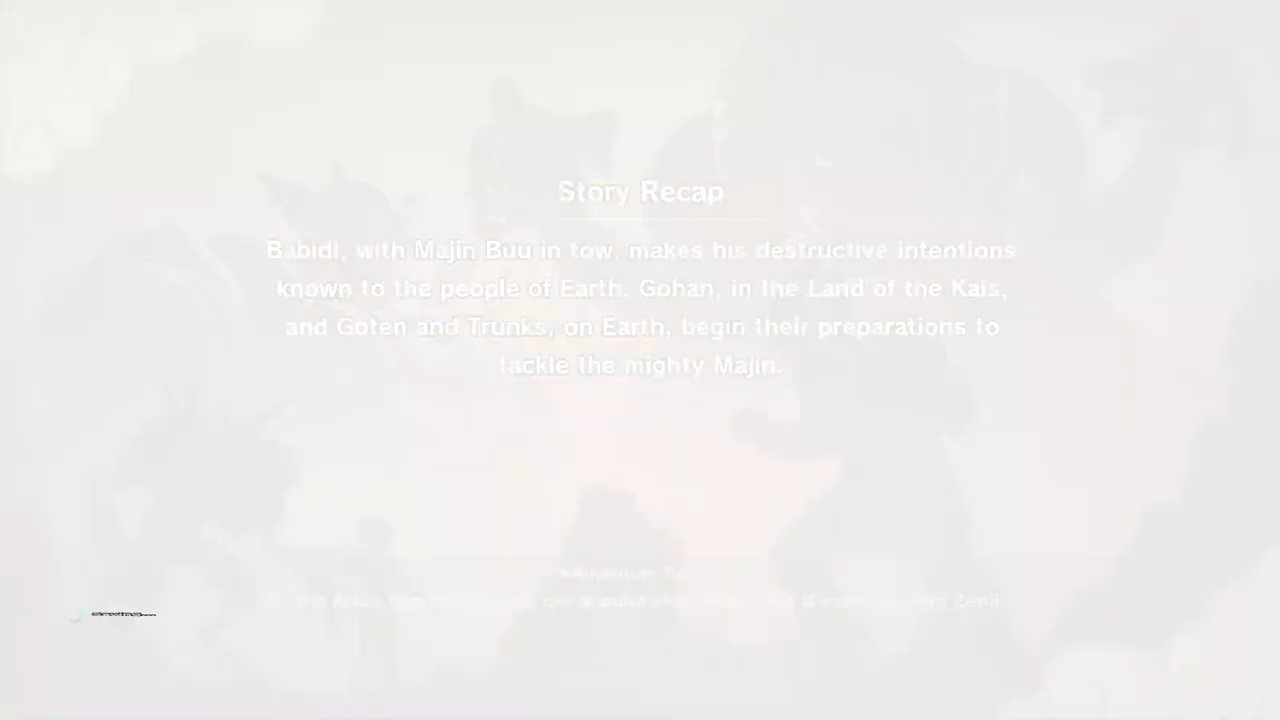 Story Recap
Babidi, with Majin Buu in tow, makes his destructive intentions
known to the people of Earth. Gohan, in the Land of the Kais,
and Goten and Trunks, on Earth, begin their preparations to
tackle the mighty Majin.
Adventure
Zeni